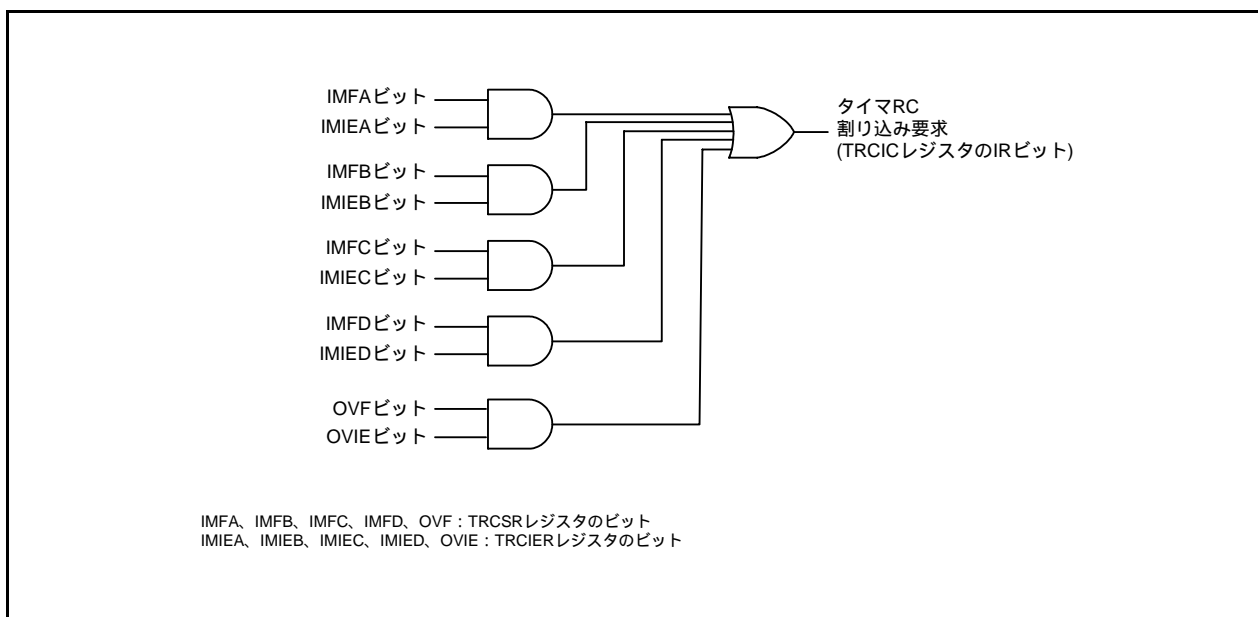 IMFAビット
IMIEAビット
IMFBビット
IMIEBビット
IMFCビット
IMIECビット
IMFDビット
IMIEDビット
OVFビット
OVIEビット
タイマRC
割り込み要求
(TRCICレジスタのIRビット)
IMFA、IMFB、IMFC、IMFD、OVF：TRCSRレジスタのビット
IMIEA、IMIEB、IMIEC、IMIED、OVIE：TRCIERレジスタのビット